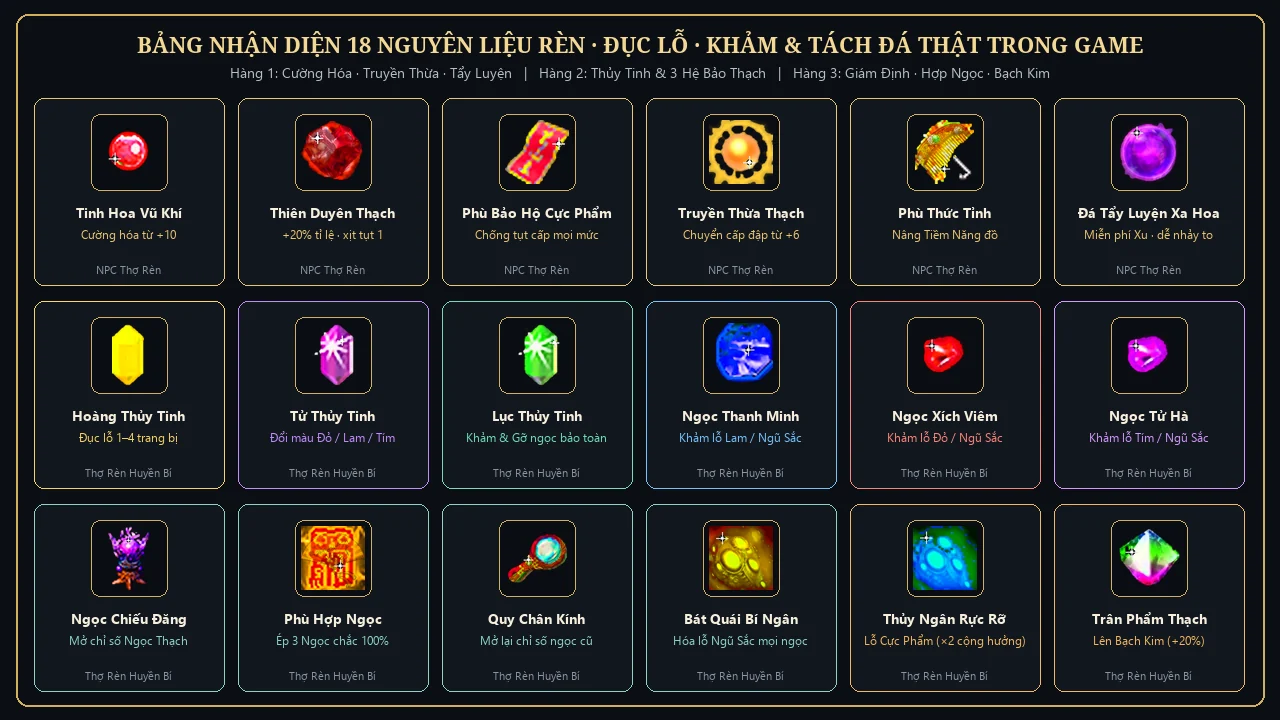 BẢNG NHẬN DIỆN 18 NGUYÊN LIỆU RÈN · ĐỤC LỖ · KHẢM & TÁCH ĐÁ THẬT TRONG GAME
Hàng 1: Cường Hóa · Truyền Thừa · Tẩy Luyện | Hàng 2: Thủy Tinh & 3 Hệ Bảo Thạch | Hàng 3: Giám Định · Hợp Ngọc · Bạch Kim
Tinh Hoa Vũ Khí
Cường hóa từ +10
NPC Thợ Rèn
Thiên Duyên Thạch
+20% tỉ lệ · xịt tụt 1
NPC Thợ Rèn
Phù Bảo Hộ Cực Phẩm
Chống tụt cấp mọi mức
NPC Thợ Rèn
Truyền Thừa Thạch
Chuyển cấp đập từ +6
NPC Thợ Rèn
Phù Thức Tỉnh
Nâng Tiềm Năng đồ
NPC Thợ Rèn
Đá Tẩy Luyện Xa Hoa
Miễn phí Xu · dễ nhảy to
NPC Thợ Rèn
Hoàng Thủy Tinh
Đục lỗ 1–4 trang bị
Thợ Rèn Huyền Bí
Tử Thủy Tinh
Đổi màu Đỏ / Lam / Tím
Thợ Rèn Huyền Bí
Lục Thủy Tinh
Khảm & Gỡ ngọc bảo toàn
Thợ Rèn Huyền Bí
Ngọc Thanh Minh
Khảm lỗ Lam / Ngũ Sắc
Thợ Rèn Huyền Bí
Ngọc Xích Viêm
Khảm lỗ Đỏ / Ngũ Sắc
Thợ Rèn Huyền Bí
Ngọc Tử Hà
Khảm lỗ Tím / Ngũ Sắc
Thợ Rèn Huyền Bí
Ngọc Chiếu Đăng
Mở chỉ số Ngọc Thạch
Thợ Rèn Huyền Bí
Phù Hợp Ngọc
Ép 3 Ngọc chắc 100%
Thợ Rèn Huyền Bí
Quy Chân Kính
Mở lại chỉ số ngọc cũ
Thợ Rèn Huyền Bí
Bát Quái Bí Ngân
Hóa lỗ Ngũ Sắc mọi ngọc
Thợ Rèn Huyền Bí
Thủy Ngân Rực Rỡ
Lỗ Cực Phẩm (×2 cộng hưởng)
Thợ Rèn Huyền Bí
Trân Phẩm Thạch
Lên Bạch Kim (+20%)
Thợ Rèn Huyền Bí